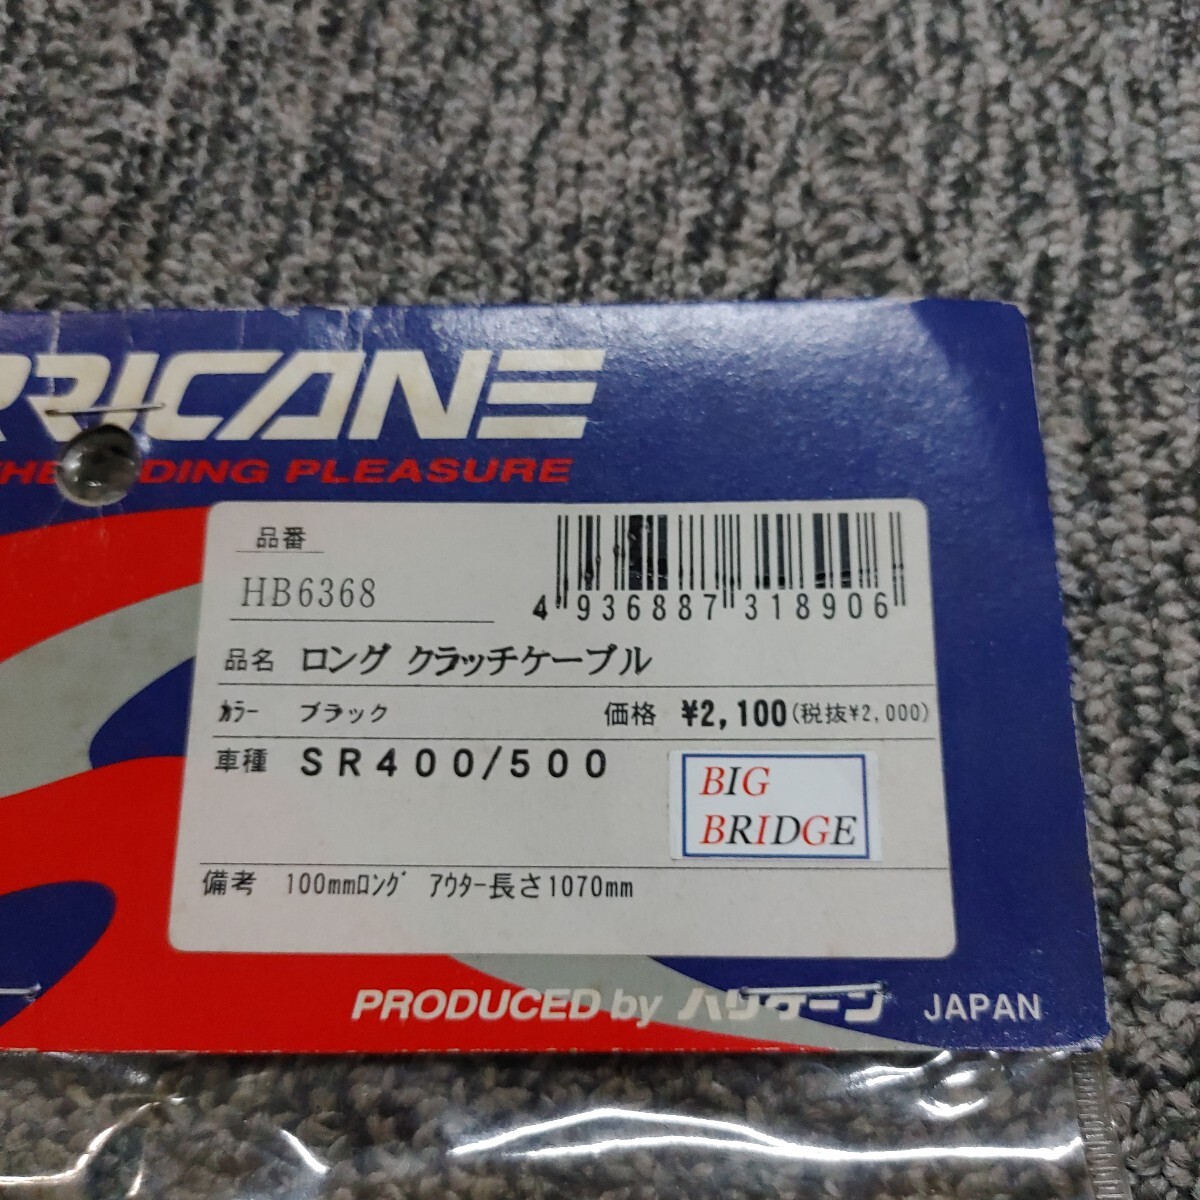 RRICANE
THE RIDING PLEASURE
品番
HB6368
4 936887 318906
品名 ロング クラッチケーブル
ｶﾗｰ ブラック 価格 ¥2,100(税抜¥2,000)
車種 SR400/500
BIG
BRIDGE
備考 100mmﾛﾝｸﾞ ｱｳﾀｰ長さ1070mm
PRODUCED by ハリケーン JAPAN